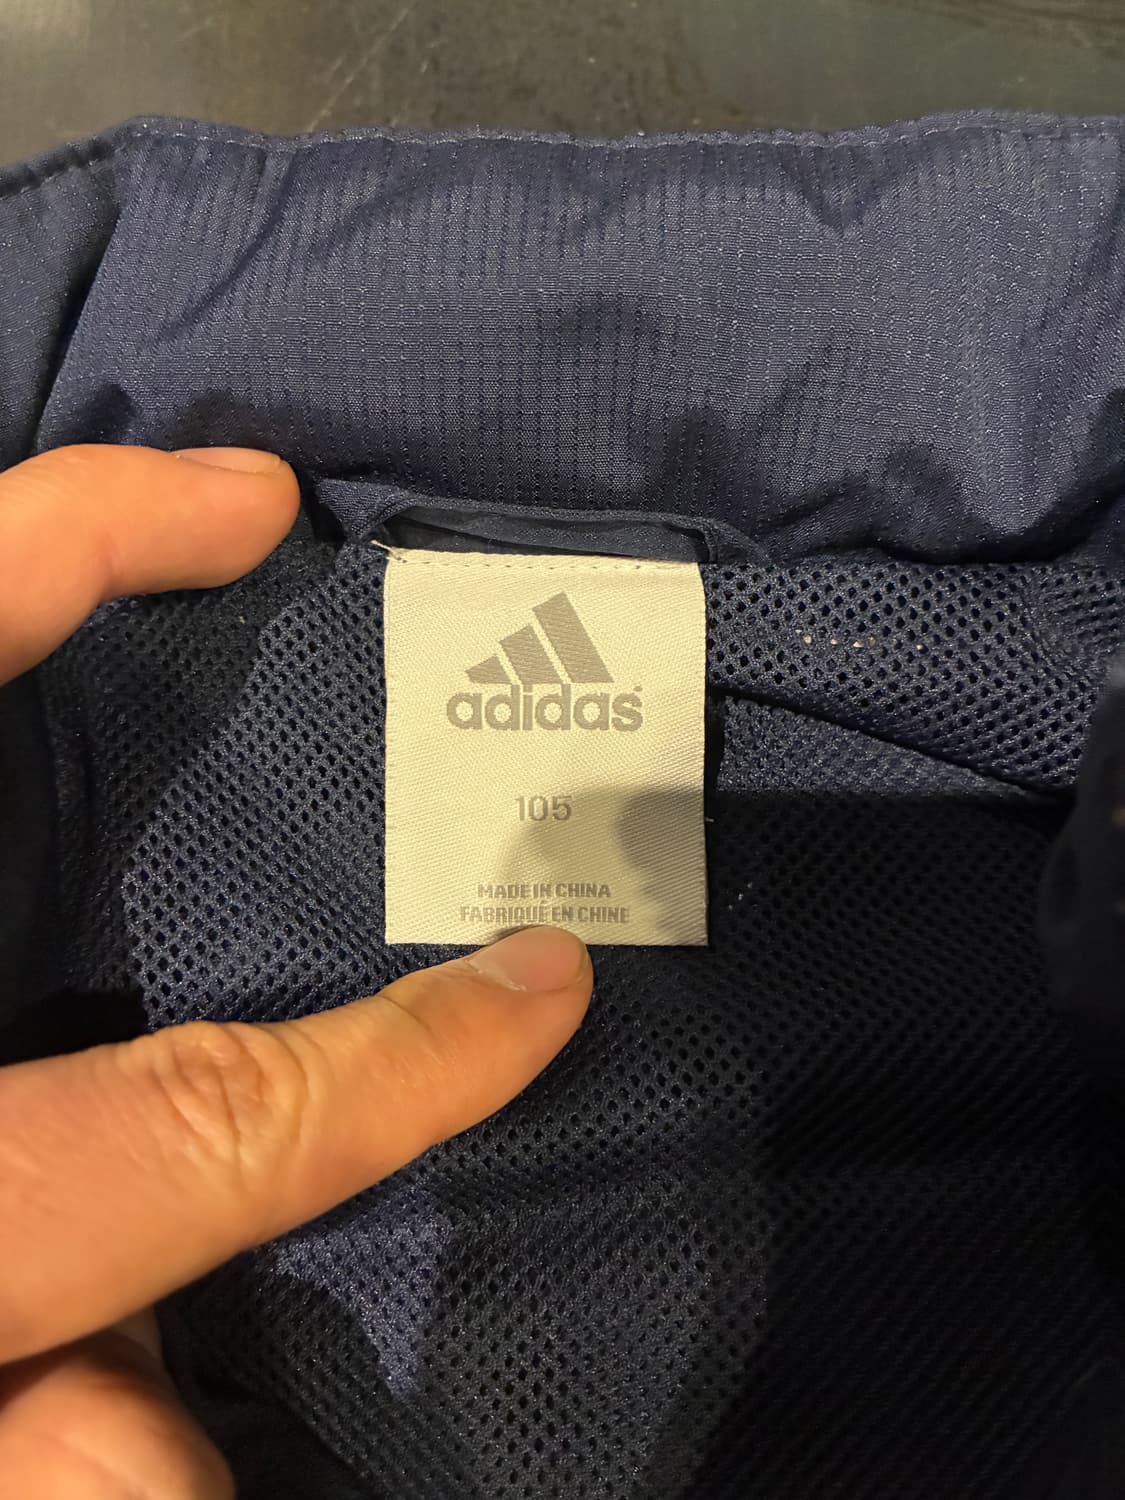 adidas
105
MADE IN CHINA
FABRIQUÉ EN CHINE